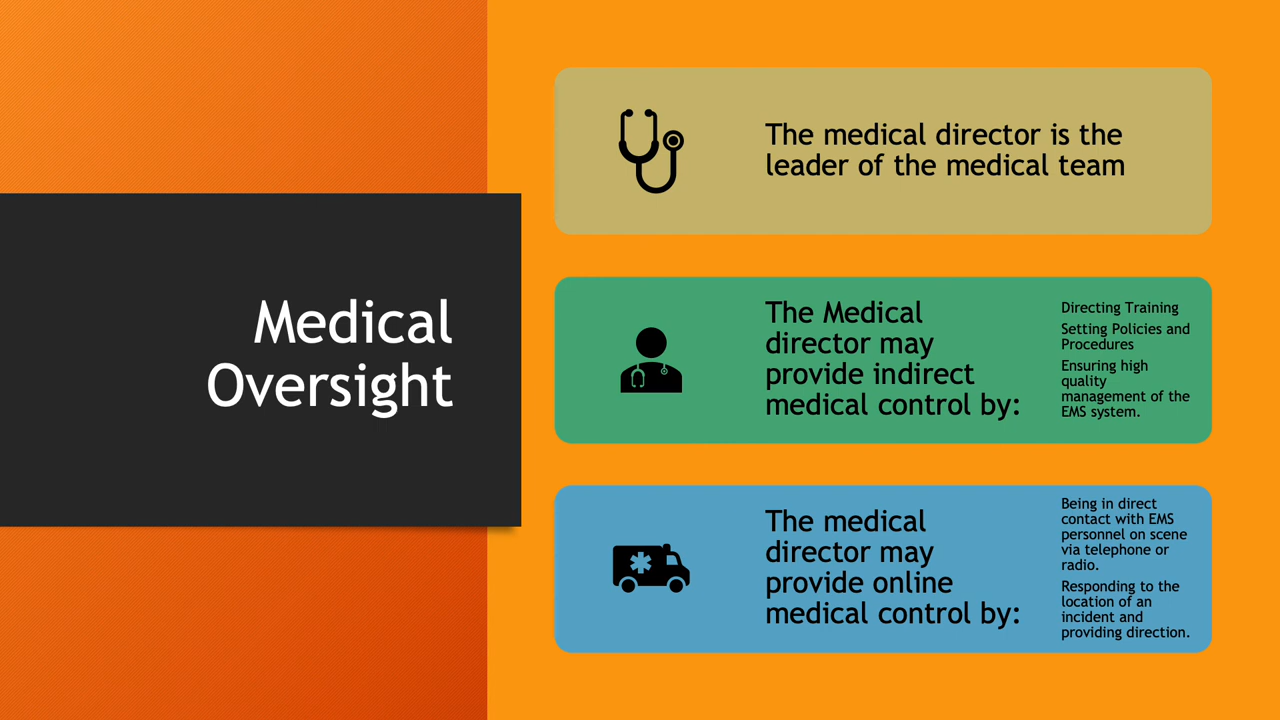 Medical
Oversight
The medical director is the
leader of the medical team
The Medical
director may
provide indirect
medical control by:
Directing Training
Setting Policies and
Procedures
Ensuring high
quality
management of the
EMS system.
The medical
director may
provide online
medical control by:
Being in direct
contact with EMS
personnel on scene
via telephone or
radio.
Responding to the
location of an
incident and
providing direction.